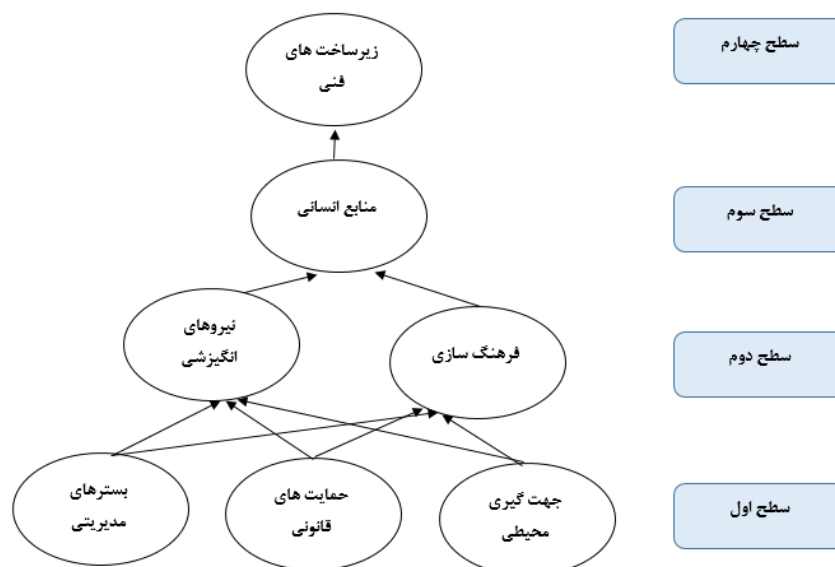 زیرساخت های
فنی
سطح چهارم
منابع انسانی
سطح سوم
نیروهای
انگیزشی
فرهنگ سازی
سطح دوم
بسترهای
مدیریتی
حمایت های
قانونی
جهت گیری
محیطی
سطح اول